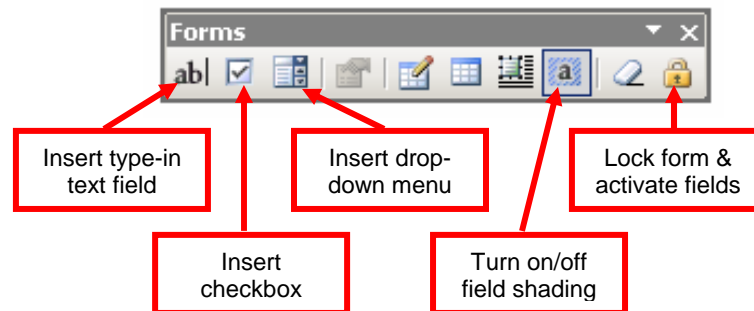 Forms
ab
a
Insert type-in
text field
Insert drop-
down menu
Lock form &
activate fields
Insert
checkbox
Turn on/off
field shading